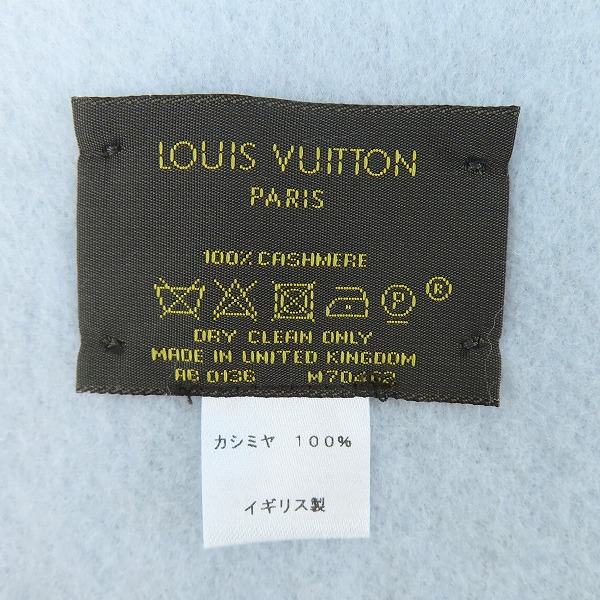 LOUIS VUITTON
PARIS
100% CASHMERE
P ®
DRY CLEAN ONLY
MADE IN UNITED KINGDOM
AB 0136
カシミヤ 100%
イギリス製